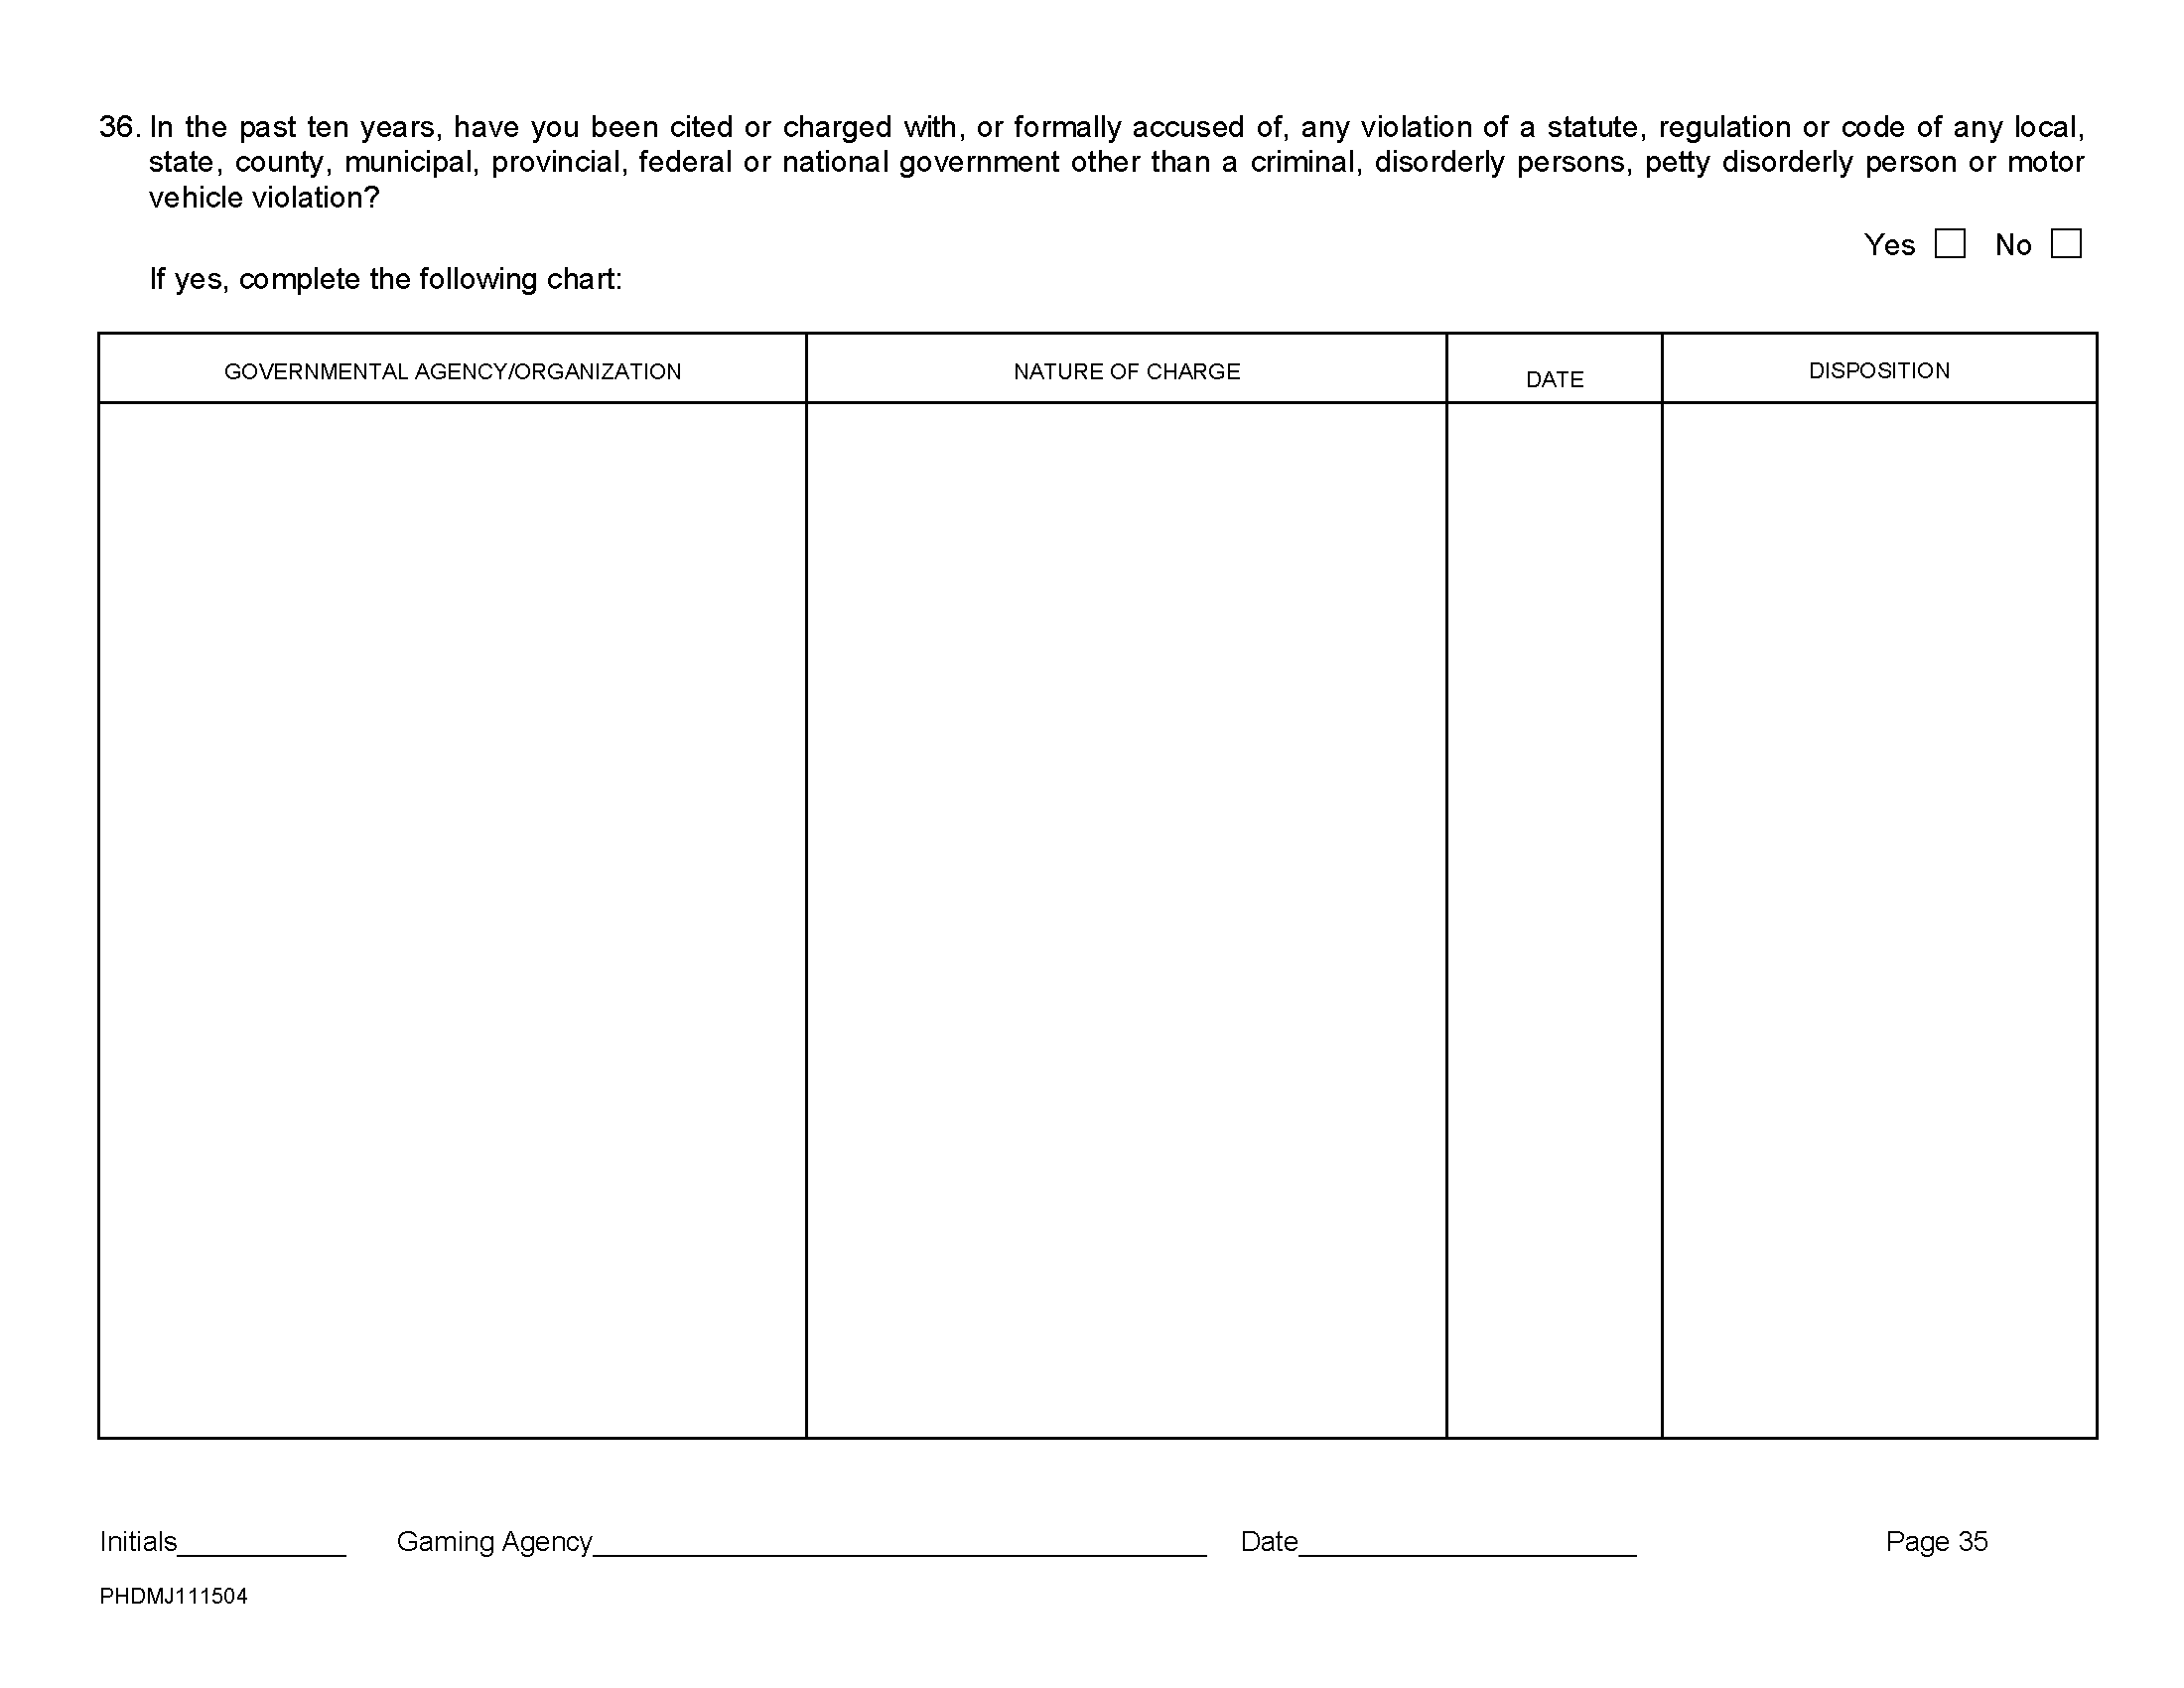 36. In the past ten years, have you been cited or charged with, or formally accused of, any violation of a statute, regulation or code of any local,
state, county, municipal, provincial, federal or national government other than a criminal, disorderly persons, petty disorderly person or motor
vehicle violation?
Yes No
If yes, complete the following chart:
GOVERNMENTAL AGENCY/ORGANIZATION NATURE OF CHARGE DATE DISPOSITION
Initials___________ Gaming Agency________________________________________ Date______________________ Page 35
PHDMJ111504